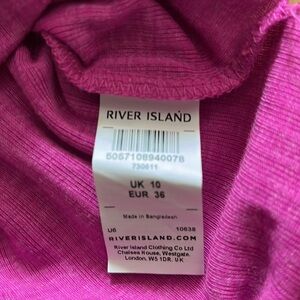 RIVER ISLAND
5057108940078
730611
UK 10
EUR 36
Made in Bangladesh
U6 10638
RIVERISLAND.COM
River Island Clothing Co Ltd
Chelsea House, Westgate,
London. W5 1DR. UK